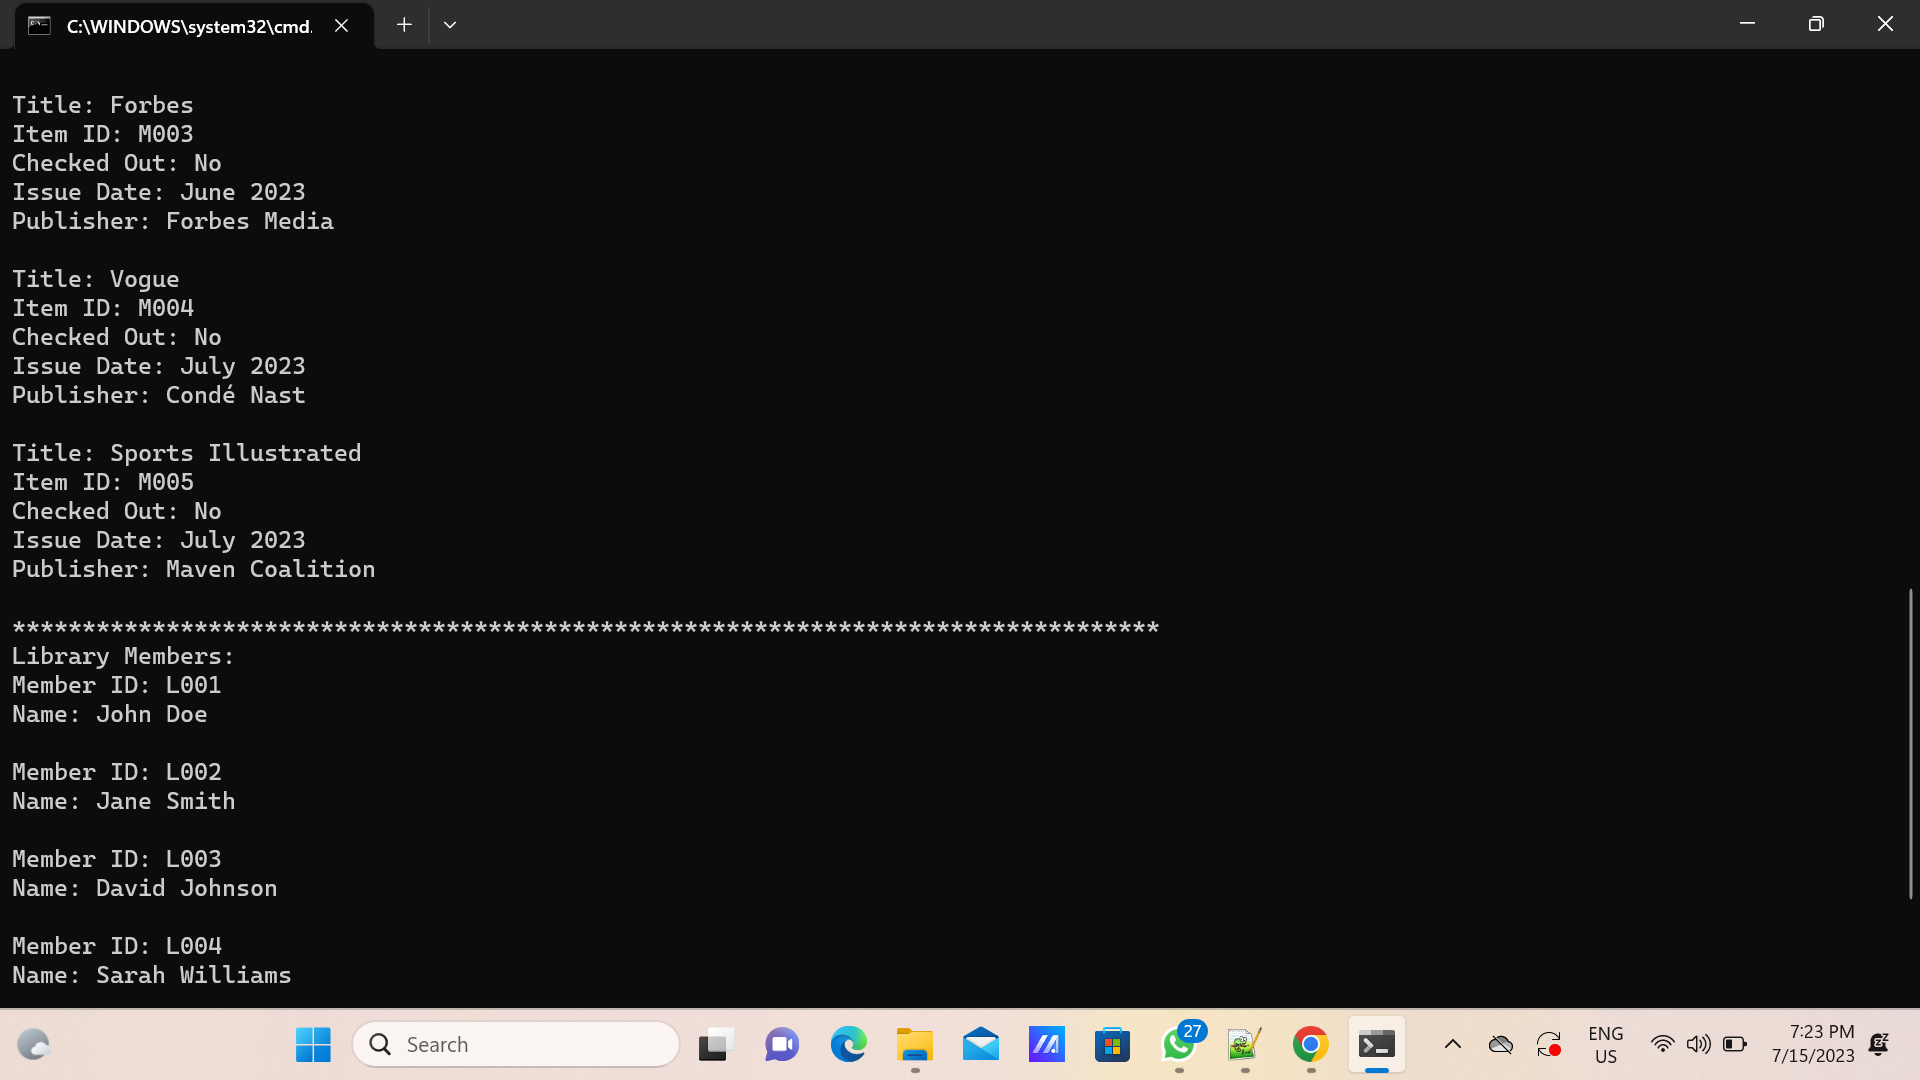 C:\WINDOWS\system32\cmd.
Title: Forbes
Item ID: M003
Checked Out: No
Issue Date: June 2023
Publisher: Forbes Media
Title: Vogue
Item ID: M004
Checked Out: No
Issue Date: July 2023
Publisher: Condé Nast
Title: Sports Illustrated
Item ID: M005
Checked Out: No
Issue Date: July 2023
Publisher: Maven Coalition
**********************************************************************************
Library Members:
Member ID: L001
Name: John Doe
Member ID: L002
Name: Jane Smith
Member ID: L003
Name: David Johnson
Member ID: L004
Name: Sarah Williams
Search
27
ENG
US
7:23 PM
7/15/2023